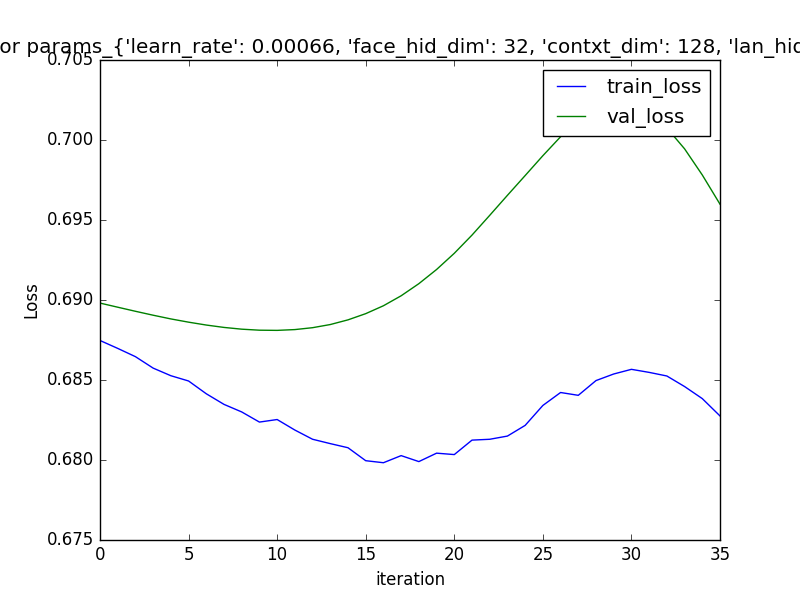 or params_{'learn_rate': 0.00066, 'face_hid_dim': 32, 'contxt_dim': 128, 'lan_hid
train_loss
val_loss
0.705
0.700
0.695
0.690
0.685
0.680
0.675
Loss
0 5 10 15 20 25 30 35
iteration